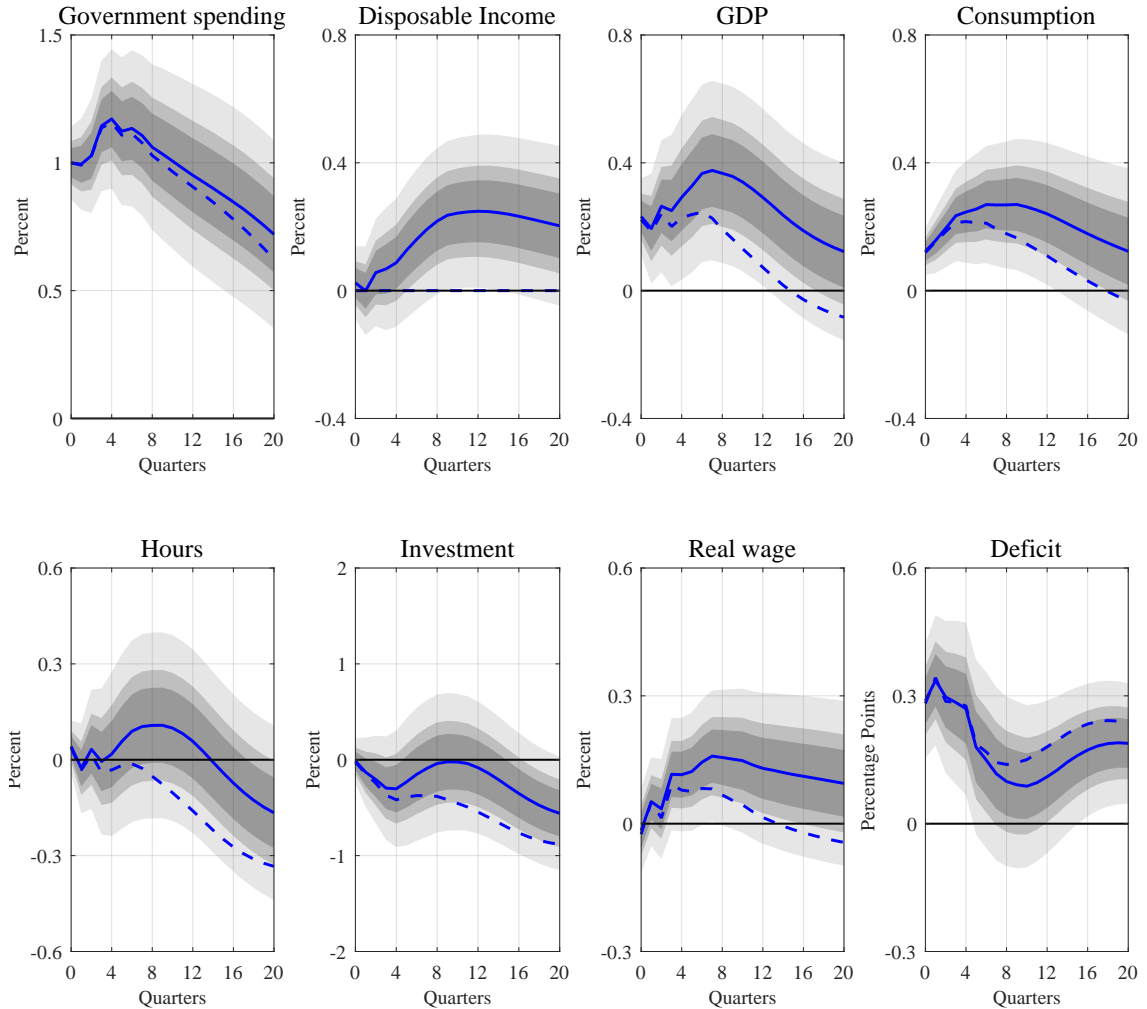 Government spending
Disposable Income
GDP
Consumption
1.5
1
0.5
0
0.8
0.4
0
-0.4
0.8
0.4
0
-0.4
0.8
0.4
0
-0.4
Percent
Percent
Percent
Percent
0 4 8 12 16 20
0 4 8 12 16 20
0 4 8 12 16 20
0 4 8 12 16 20
Quarters
Quarters
Quarters
Quarters
Hours
Investment
Real wage
Deficit
0.6
0.3
0
-0.3
-0.6
2
1
0
-1
-2
0.6
0.3
0
-0.3
0.6
0.3
0
-0.3
Percent
Percent
Percent
Percentage Points
0 4 8 12 16 20
0 4 8 12 16 20
0 4 8 12 16 20
0 4 8 12 16 20
Quarters
Quarters
Quarters
Quarters